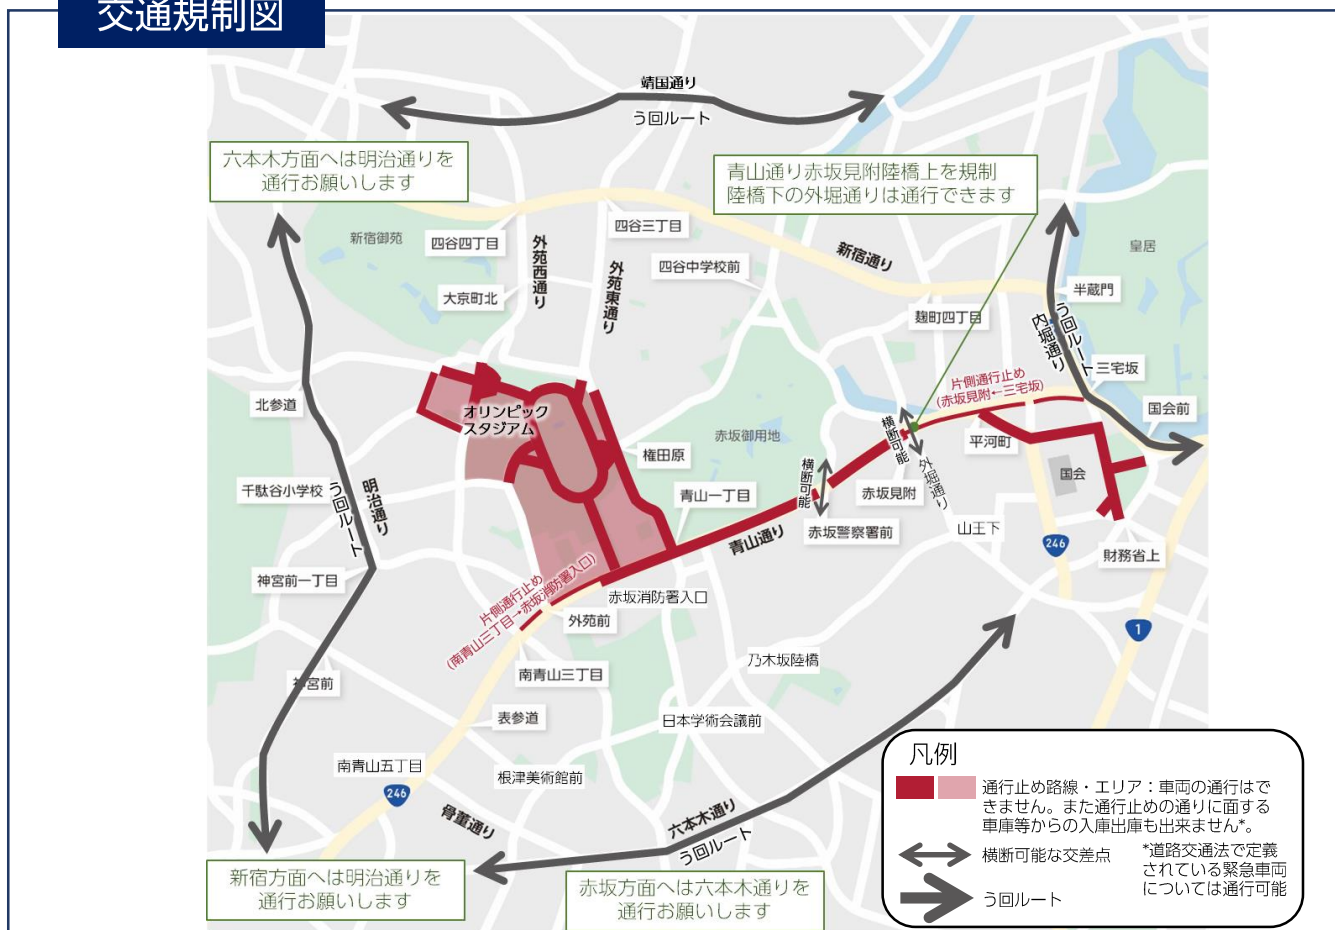 交通規制図
靖国通り
う回ルート
六本木方面へは明治通りを
通行お願いします
青山通り赤坂見附陸橋上を規制
陸橋下の外堀通りは通行できます
新宿御苑
四谷四丁目
外苑西通り
四谷三丁目
外苑東通り
四谷中学校前
新宿通り
皇居
大京町北
半蔵門
麹町四丁目
内堀通り
う回ルート
三宅坂
片側通行止め
(赤坂見附←三宅坂)
北参道
オリンピック
スタジアム
国会前
赤坂御用地
横断可能
平河町
権田原
横断可能
外堀通り
国会
千駄谷小学校
明治通り
う回ルート
青山一丁目
赤坂見附
青山通り
赤坂警察署前
山王下
246
財務省上
神宮前一丁目
片側通行止め
(南青山三丁目→赤坂消防署入口)
赤坂消防署入口
外苑前
1
神宮前
南青山三丁目
乃木坂陸橋
表参道
日本学術会議前
南青山五丁目
根津美術館前
246
骨董通り
六本木通り
う回ルート
新宿方面へは明治通りを
通行お願いします
赤坂方面へは六本木通りを
通行お願いします
凡例
通行止め路線・エリア：車両の通行はで
きません。また通行止めの通りに面する
車庫等からの入庫出庫も出来ません*。
横断可能な交差点
*道路交通法で定義
されている緊急車両
については通行可能
う回ルート